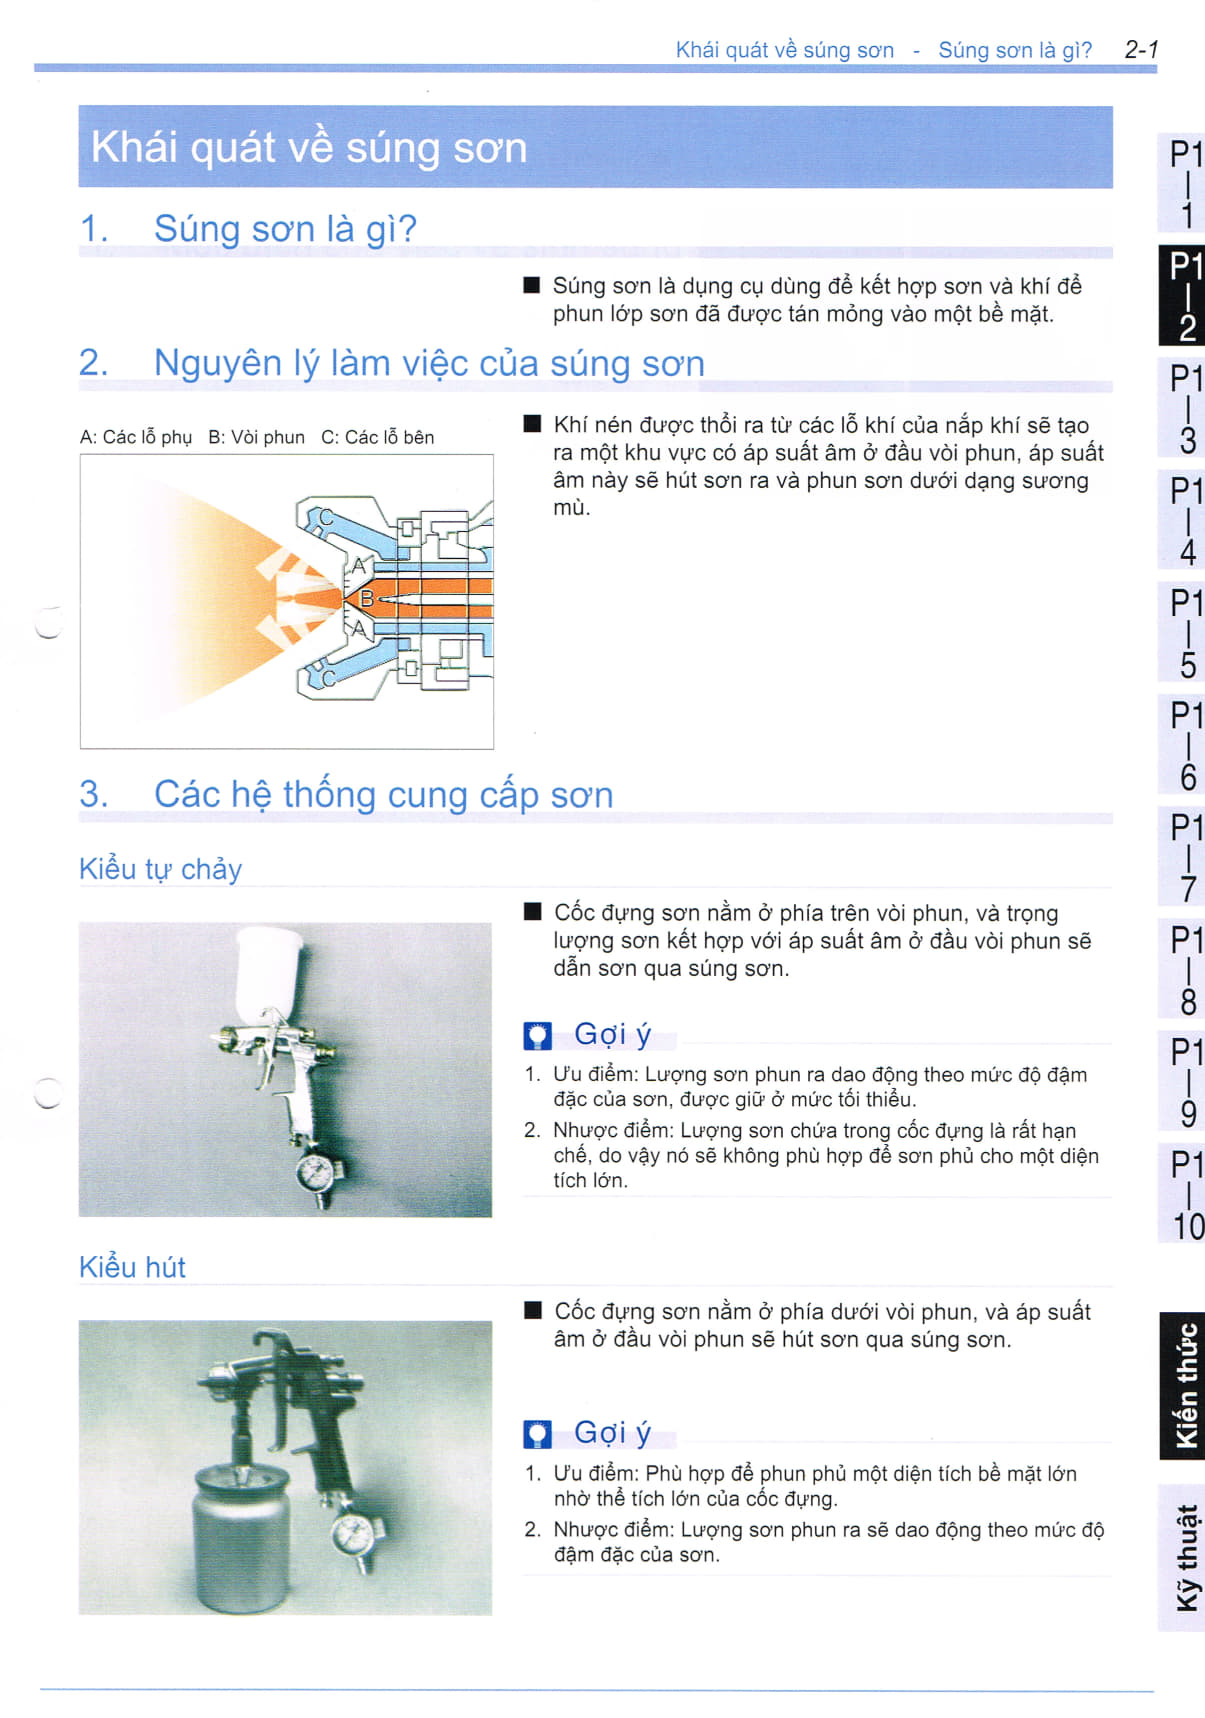 Khái quát về súng sơn - Súng sơn là gì? 2-1
Khái quát về súng sơn
1. Súng sơn là gì?
■ Súng sơn là dụng cụ dùng để kết hợp sơn và khí để
phun lớp sơn đã được tán mỏng vào một bề mặt.
2. Nguyên lý làm việc của súng sơn
A: Các lỗ phụ B: Vòi phun C: Các lỗ bên
C
A
B
A
C
■ Khí nén được thổi ra từ các lỗ khí của nắp khí sẽ tạo
ra một khu vực có áp suất âm ở đầu vòi phun, áp suất
âm này sẽ hút sơn ra và phun sơn dưới dạng sương
mù.
3. Các hệ thống cung cấp sơn
Kiểu tự chảy
■ Cốc đựng sơn nằm ở phía trên vòi phun, và trọng
lượng sơn kết hợp với áp suất âm ở đầu vòi phun sẽ
dẫn sơn qua súng sơn.
Gợi ý
1. Ưu điểm: Lượng sơn phun ra dao động theo mức độ đậm
đặc của sơn, được giữ ở mức tối thiểu.
2. Nhược điểm: Lượng sơn chứa trong cốc đựng là rất hạn
chế, do vậy nó sẽ không phù hợp để sơn phủ cho một diện
tích lớn.
Kiểu hút
■ Cốc đựng sơn nằm ở phía dưới vòi phun, và áp suất
âm ở đầu vòi phun sẽ hút sơn qua súng sơn.
Gợi ý
1. Ưu điểm: Phù hợp để phun phủ một diện tích bề mặt lớn
nhờ thể tích lớn của cốc đựng.
2. Nhược điểm: Lượng sơn phun ra sẽ dao động theo mức độ
đậm đặc của sơn.
P1
|
1
P1
|
2
P1
|
3
P1
|
4
P1
|
5
P1
|
6
P1
|
7
P1
|
8
P1
|
9
P1
|
10
Kiến thức
Kỹ thuật